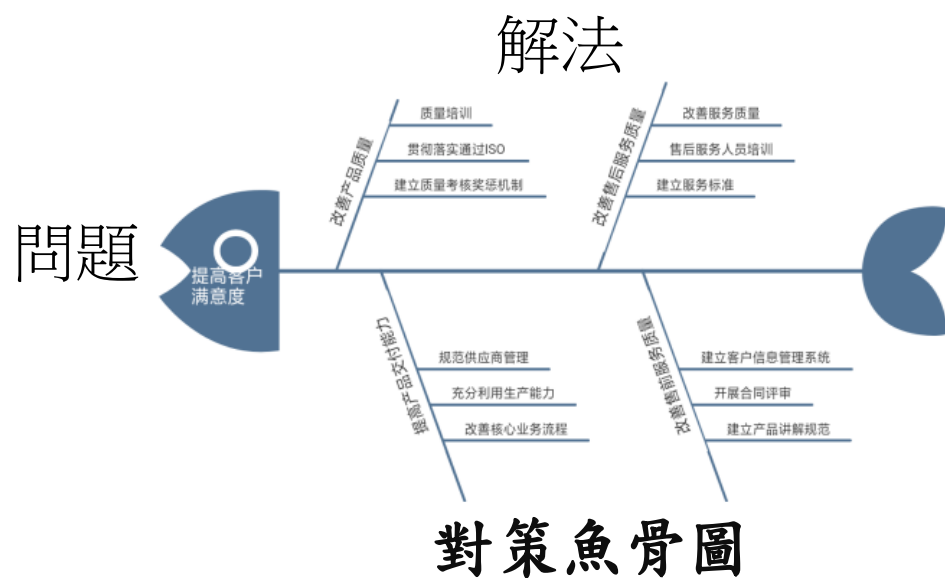 解法
问题
提高客户
满意度
改善产品质量
质量培训
贯彻落实通过ISO
建立质量考核奖惩机制
改善售后服务质量
改善服务质量
售后服务人员培训
建立服务标准
提高产品交付能力
规范供应商管理
充分利用生产能力
改善核心业务流程
改善售前服务质量
建立客户信息管理系统
开展合同评审
建立产品讲解规范
對策魚骨圖